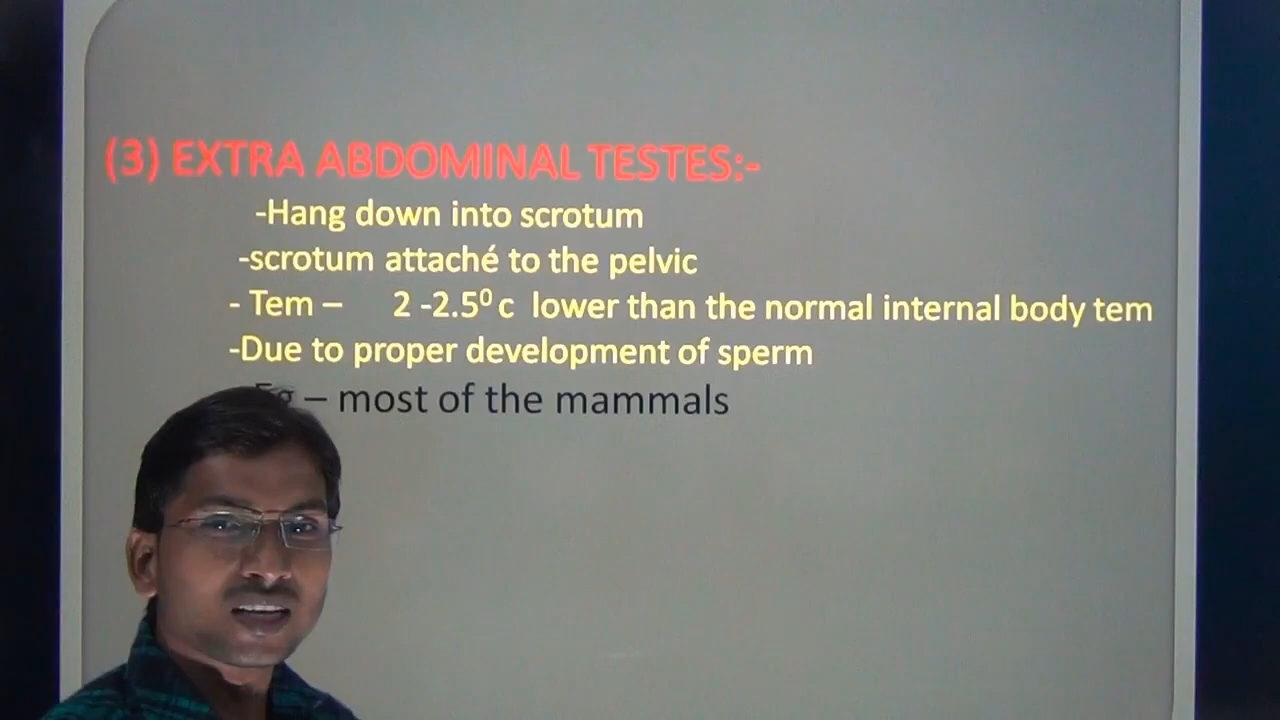 (3) EXTRA ABDOMINAL TESTES:-
-Hang down into scrotum
-scrotum attaché to the pelvic
- Tem – 2 -2.5⁰ c lower than the normal internal body tem
-Due to proper development of sperm
Eg – most of the mammals